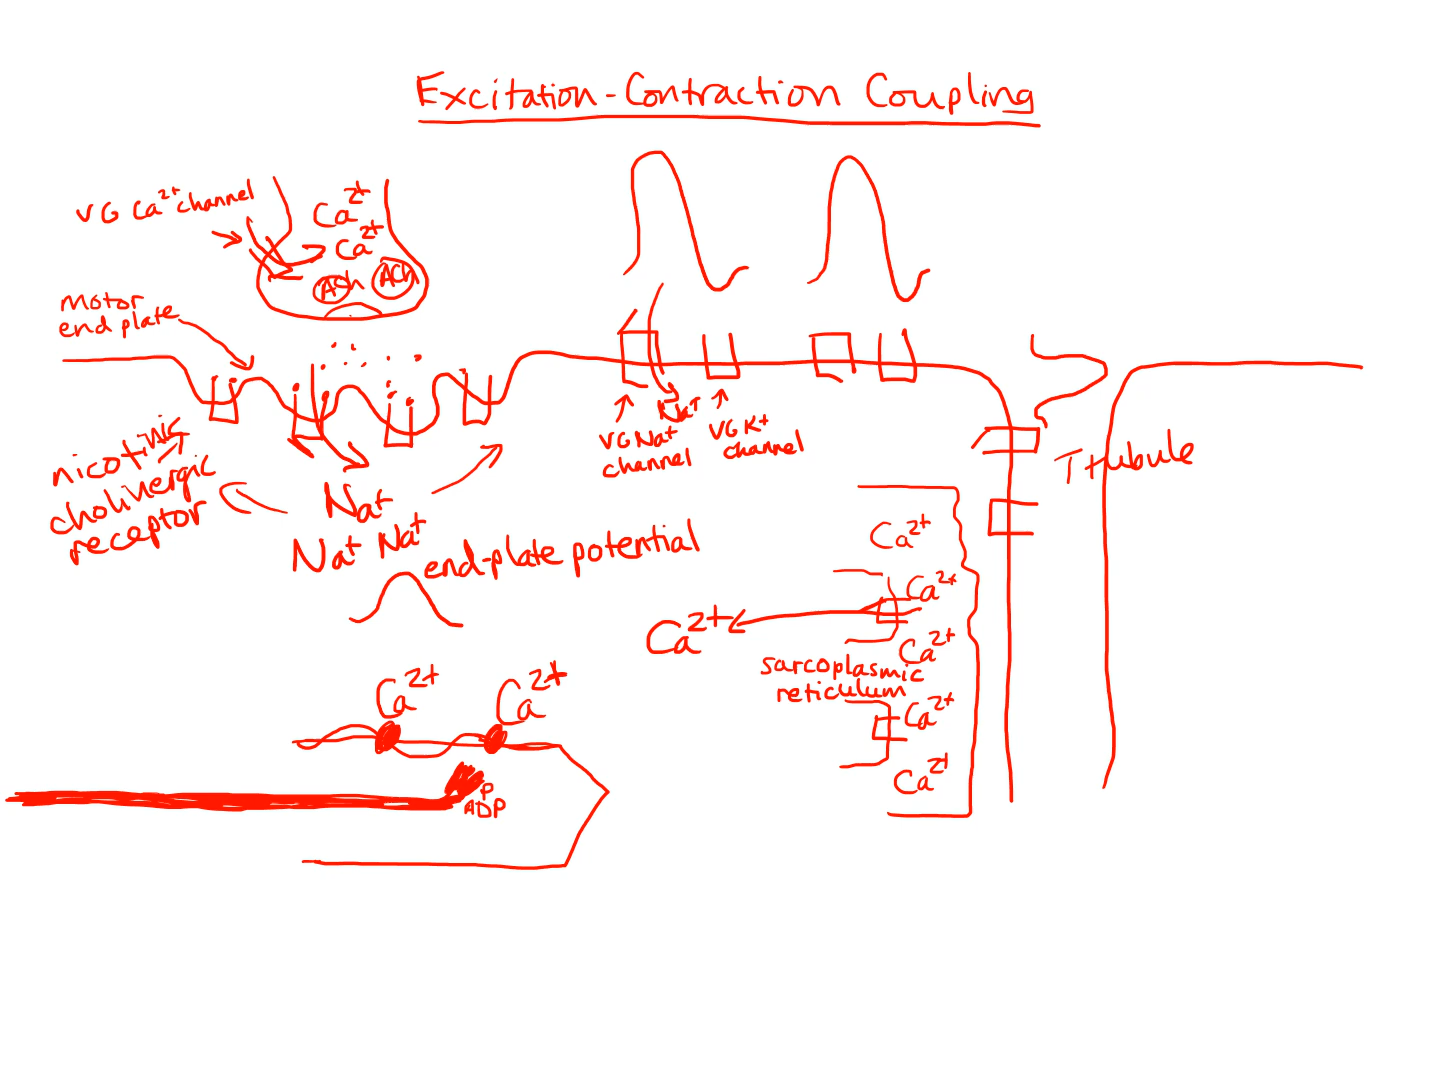 Excitation-Contraction Coupling
VG Ca2+ channel
Ca2+
Ca2+
ACh
ACh
Motor
end plate
nicotinic
cholinergic
receptor
Na+
Na+ Na+
end-plate potential
Na+
VG Na+
channel
VG K+
channel
T tubule
Ca2+
Ca2+
Ca2+
Ca2+
sarcoplasmic
reticulum
Ca2+
Ca2+
Ca2+
Ca2+
P
ADP